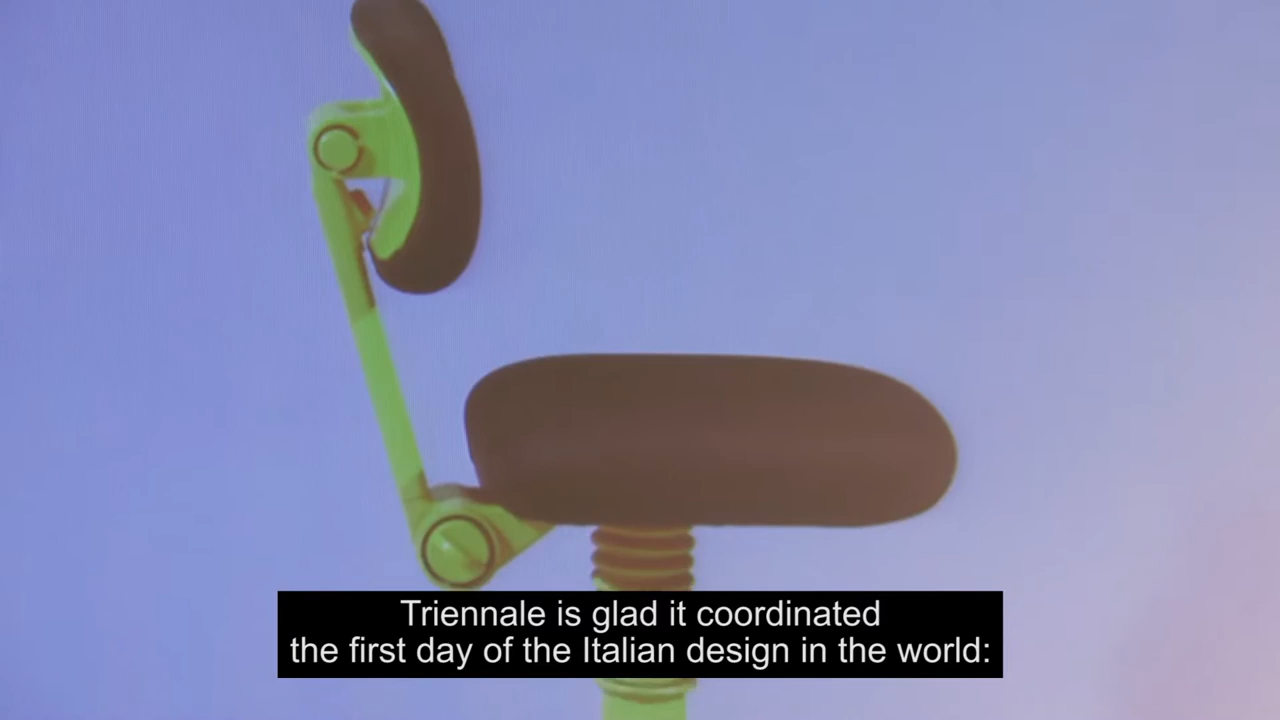 Triennale is glad it coordinated
the first day of the Italian design in the world: